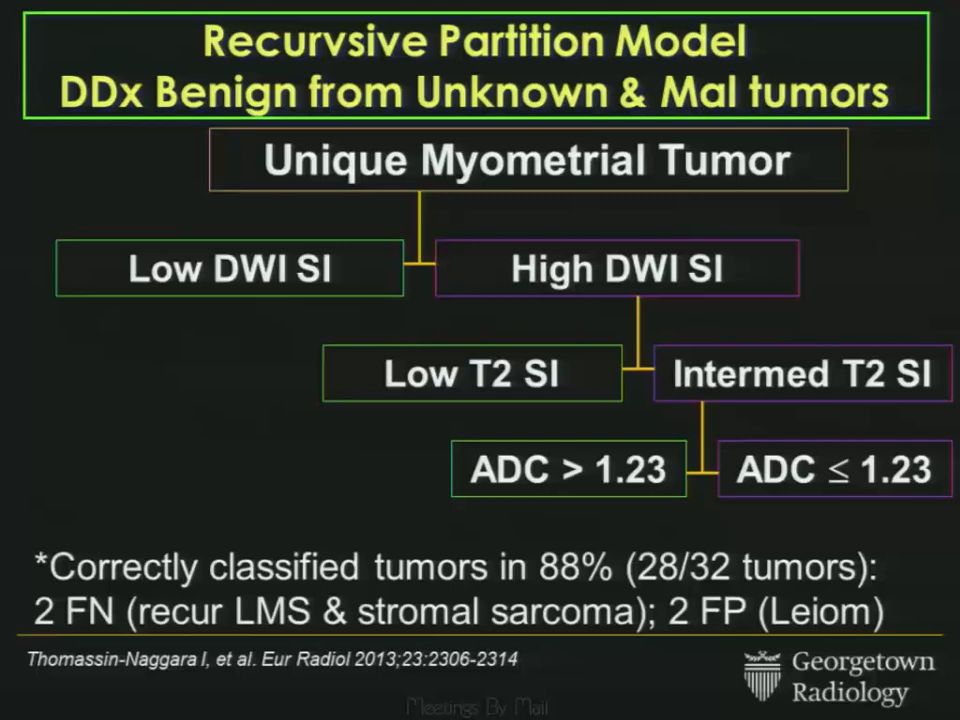 Recurvsive Partition Model
DDx Benign from Unknown & Mal tumors
Unique Myometrial Tumor
Low DWI SI
High DWI SI
Low T2 SI
Intermed T2 SI
ADC > 1.23
ADC ≤ 1.23
*Correctly classified tumors in 88% (28/32 tumors):
2 FN (recur LMS & stromal sarcoma); 2 FP (Leiom)
Thomassin-Naggara I, et al. Eur Radiol 2013;23:2306-2314
Georgetown
Radiology
Meetings By Mail